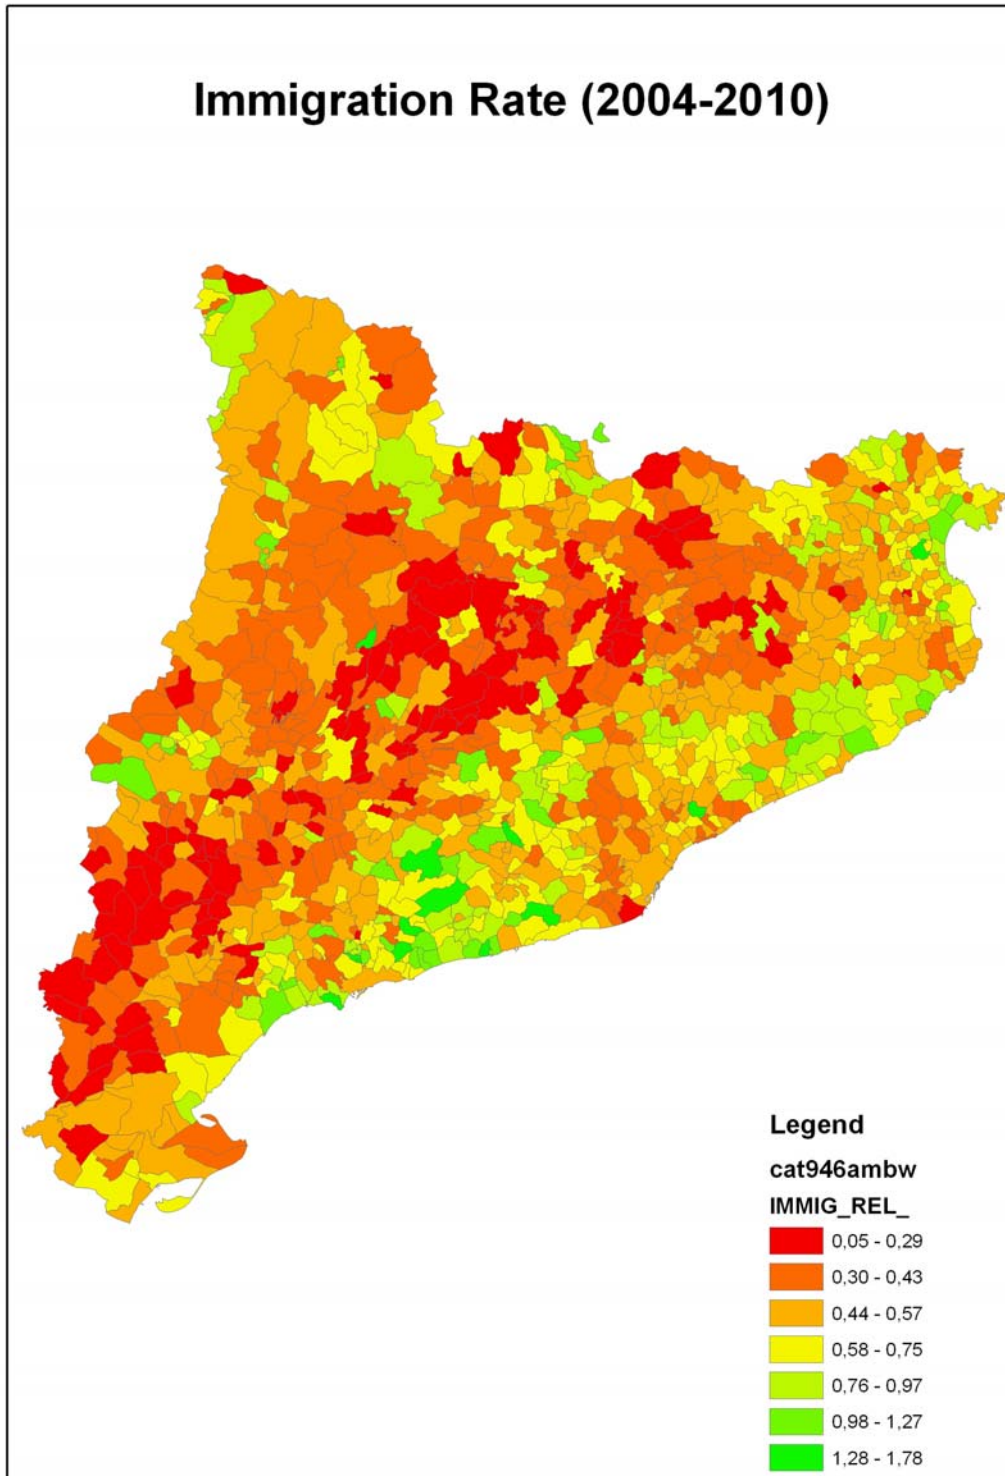 Immigration Rate (2004-2010)
Legend
cat946ambw
IMMIG_REL_
0,05 - 0,29
0,30 - 0,43
0,44 - 0,57
0,58 - 0,75
0,76 - 0,97
0,98 - 1,27
1,28 - 1,78